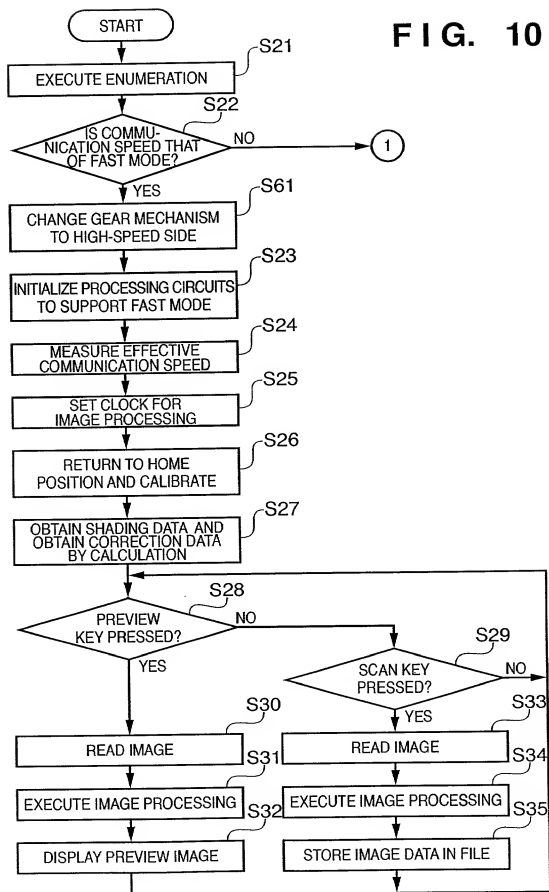 FIG. 10
START
S21
EXECUTE ENUMERATION
S22
IS COMMU-
NICATION SPEED THAT
OF FAST MODE?
NO
1
YES
S61
CHANGE GEAR MECHANISM
TO HIGH-SPEED SIDE
S23
INITIALIZE PROCESSING CIRCUITS
TO SUPPORT FAST MODE
S24
MEASURE EFFECTIVE
COMMUNICATION SPEED
S25
SET CLOCK FOR
IMAGE PROCESSING
S26
RETURN TO HOME
POSITION AND CALIBRATE
S27
OBTAIN SHADING DATA AND
OBTAIN CORRECTION DATA
BY CALCULATION
S28
PREVIEW
KEY PRESSED?
NO
YES
S29
SCAN KEY
PRESSED?
NO
YES
S30
READ IMAGE
S31
EXECUTE IMAGE PROCESSING
S32
DISPLAY PREVIEW IMAGE
S33
READ IMAGE
S34
EXECUTE IMAGE PROCESSING
S35
STORE IMAGE DATA IN FILE